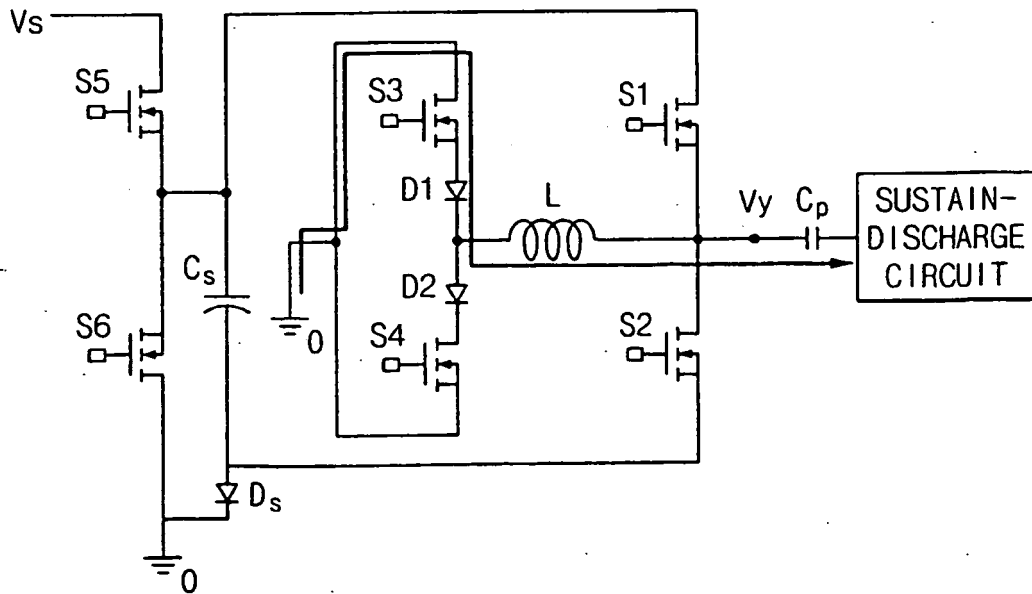 Vs
S5
S3
S1
D1
L
Vy
Cp
SUSTAIN-
DISCHARGE
CIRCUIT
Cs
D2
S6
0
S4
S2
Ds
0